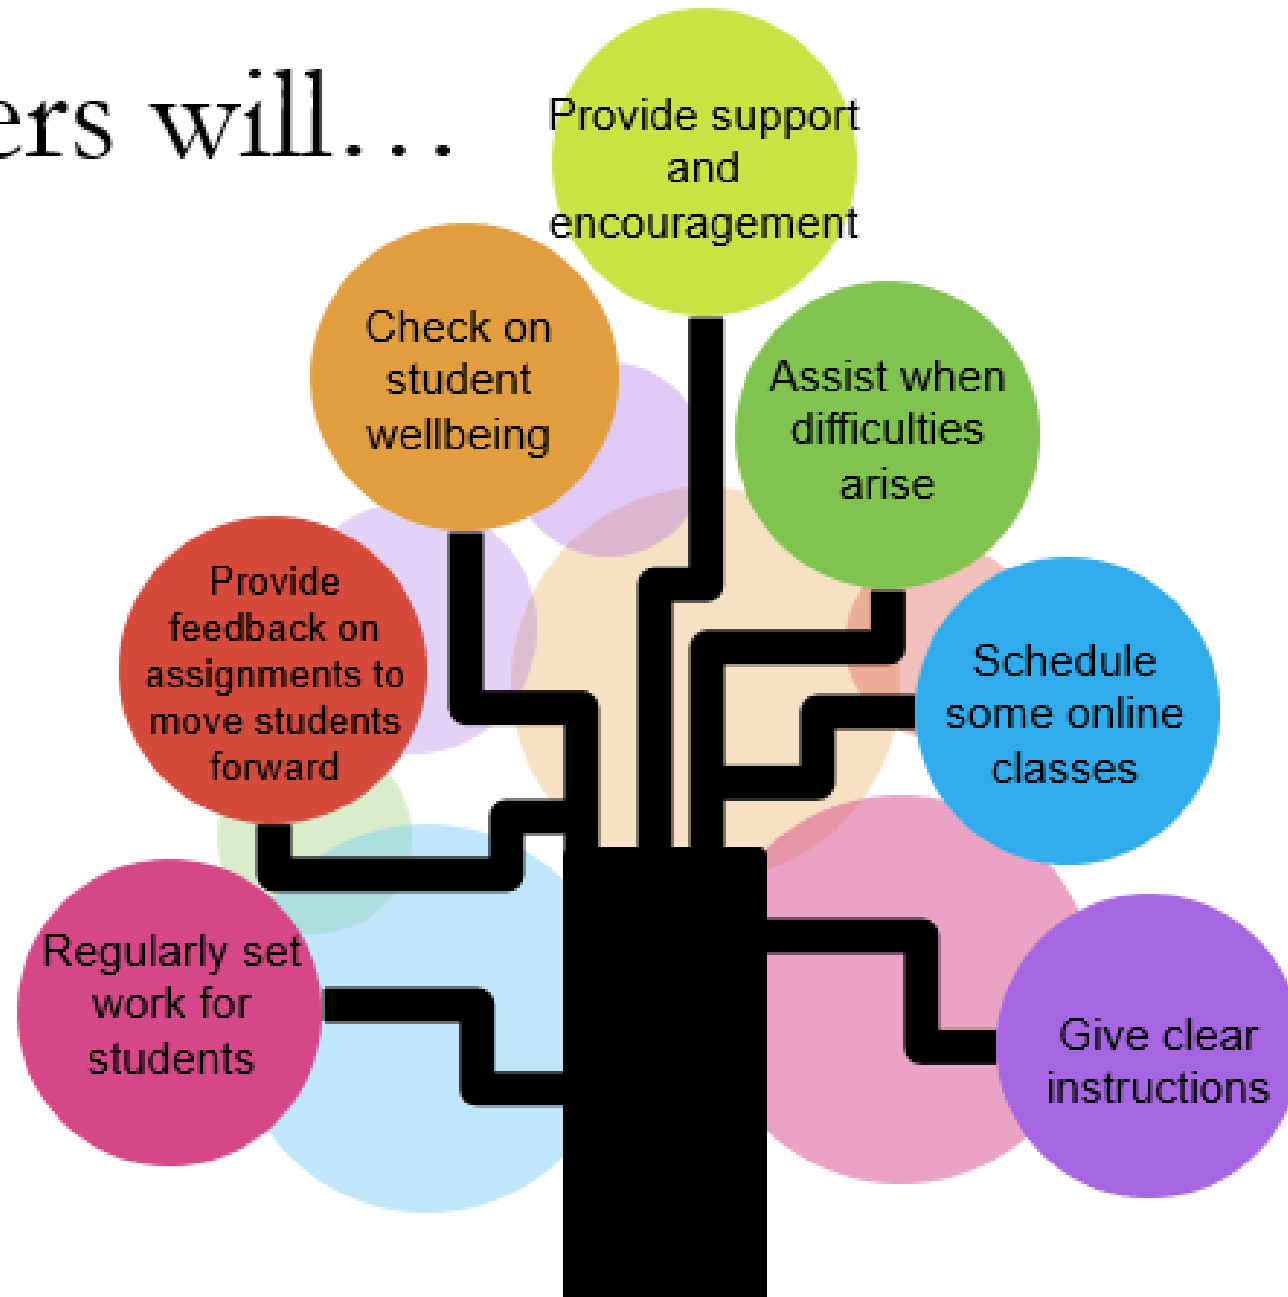 ers will...
Provide support
and
encouragement
Check on
student
wellbeing
Assist when
difficulties
arise
Provide
feedback on
assignments to
move students
forward
Schedule
some online
classes
Regularly set
work for
students
Give clear
instructions